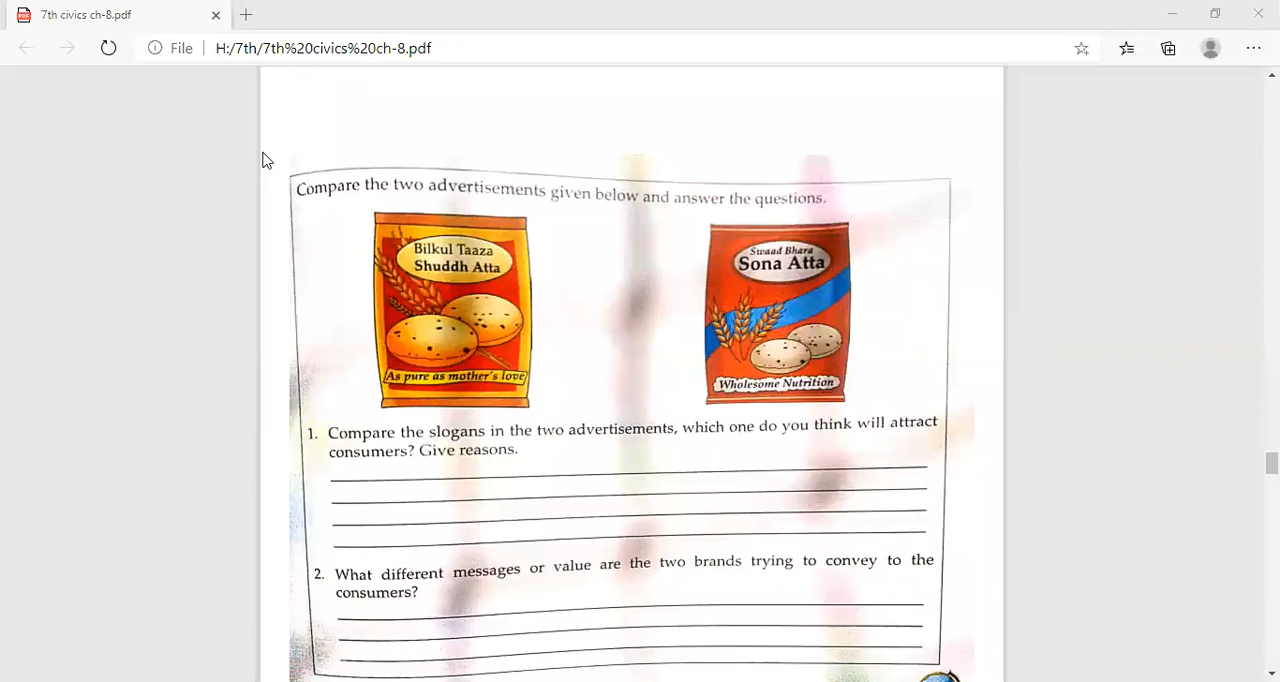 7th civics ch-8.pdf
File
H:/7th/7th%20civics%20ch-8.pdf
Compare the two advertisements given below and answer the questions.
Bilkul Taaza
Shuddh Atta
As pure as mother's love
Swaad Bhara
Sona Atta
Wholesome Nutrition
1. Compare the slogans in the two advertisements, which one do you think will attract
consumers? Give reasons.
2. What different messages or value are the two brands trying to convey to the
consumers?